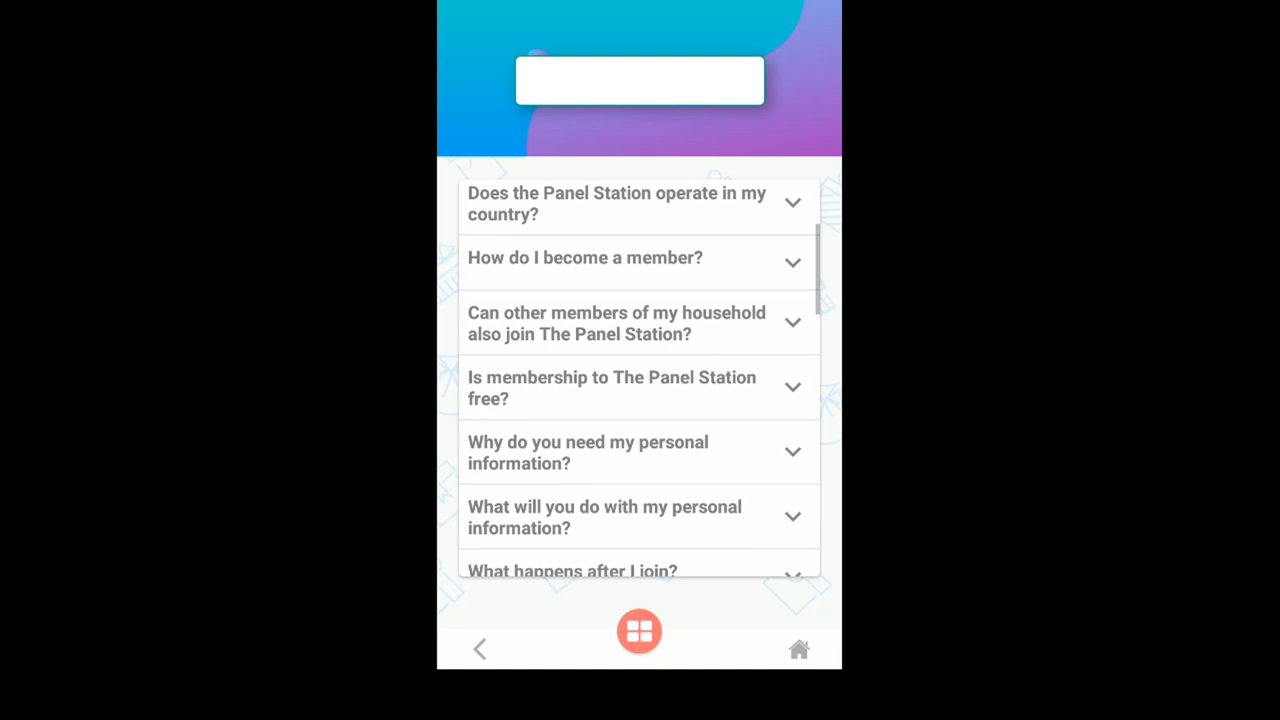 Does the Panel Station operate in my
country?
How do I become a member?
Can other members of my household
also join The Panel Station?
Is membership to The Panel Station
free?
Why do you need my personal
information?
What will you do with my personal
information?
What happens after I join?